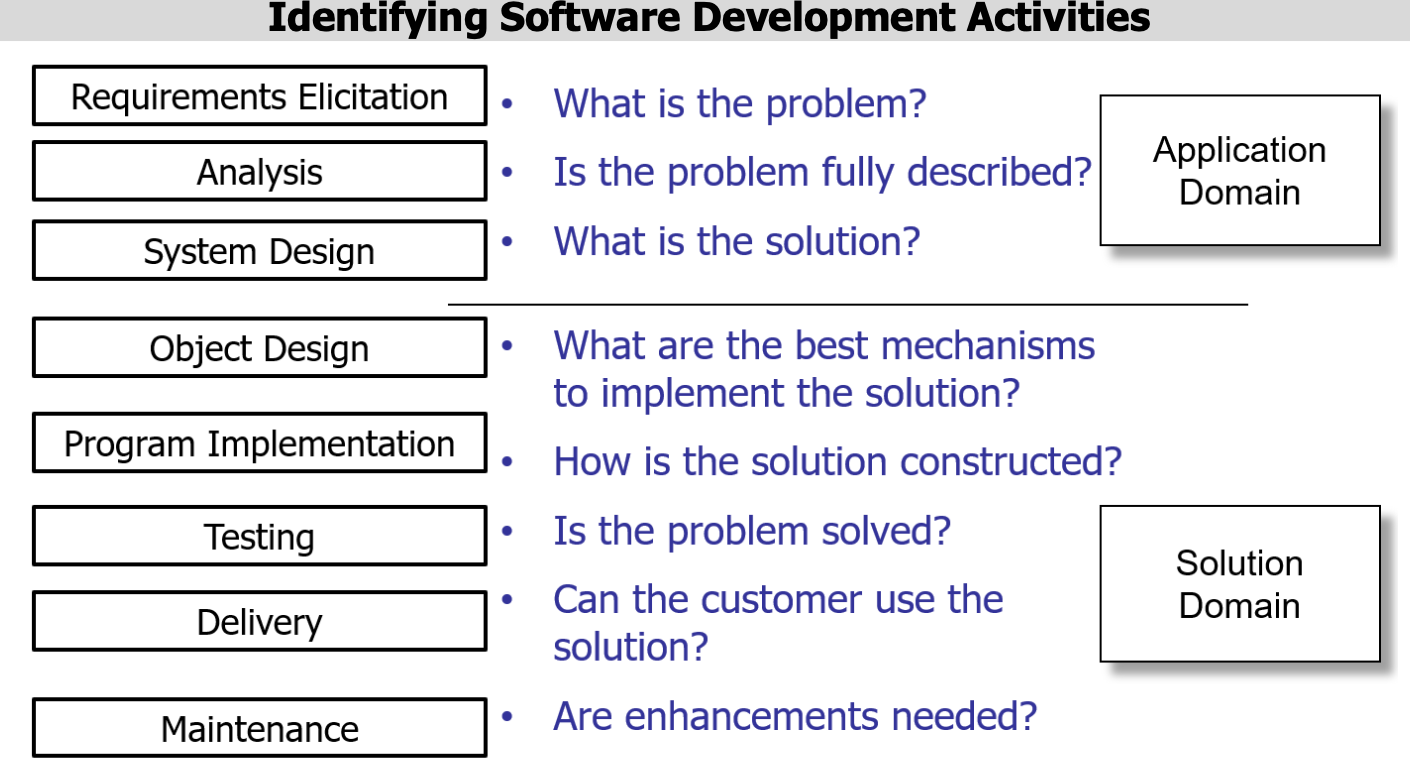 Identifying Software Development Activities
Requirements Elicitation
• What is the problem?
Analysis
• Is the problem fully described?
System Design
• What is the solution?
Application
Domain
Object Design
• What are the best mechanisms
to implement the solution?
Program Implementation
• How is the solution constructed?
Testing
• Is the problem solved?
Delivery
• Can the customer use the
solution?
Maintenance
• Are enhancements needed?
Solution
Domain